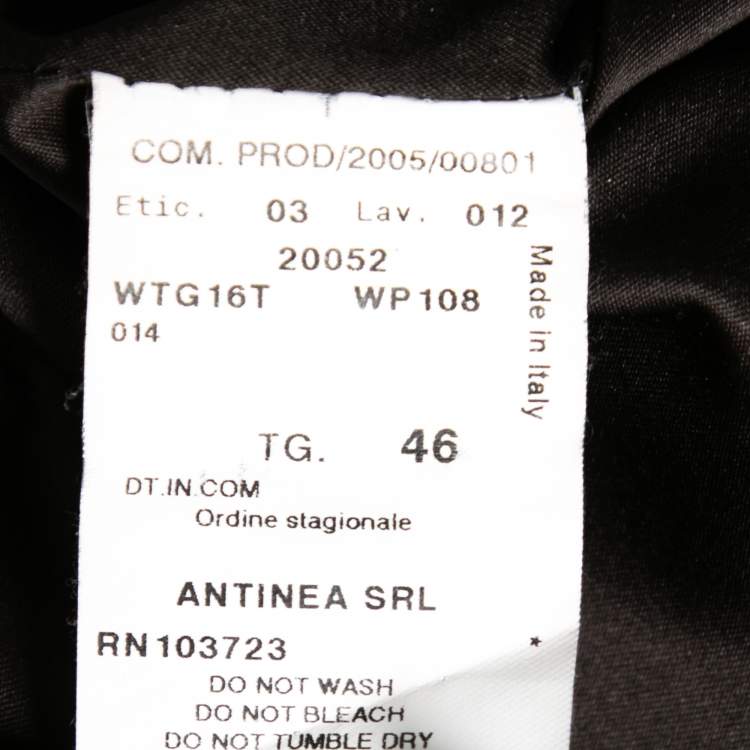 COM. PROD/2005/00801
Etic. 03 Lav. 012
20052
WTG16T WP108
014
Made in Italy
TG. 46
DT.IN.COM
Ordine stagionale
ANTINEA SRL
RN103723 *
DO NOT WASH
DO NOT BLEACH
DO NOT TUMBLE DRY